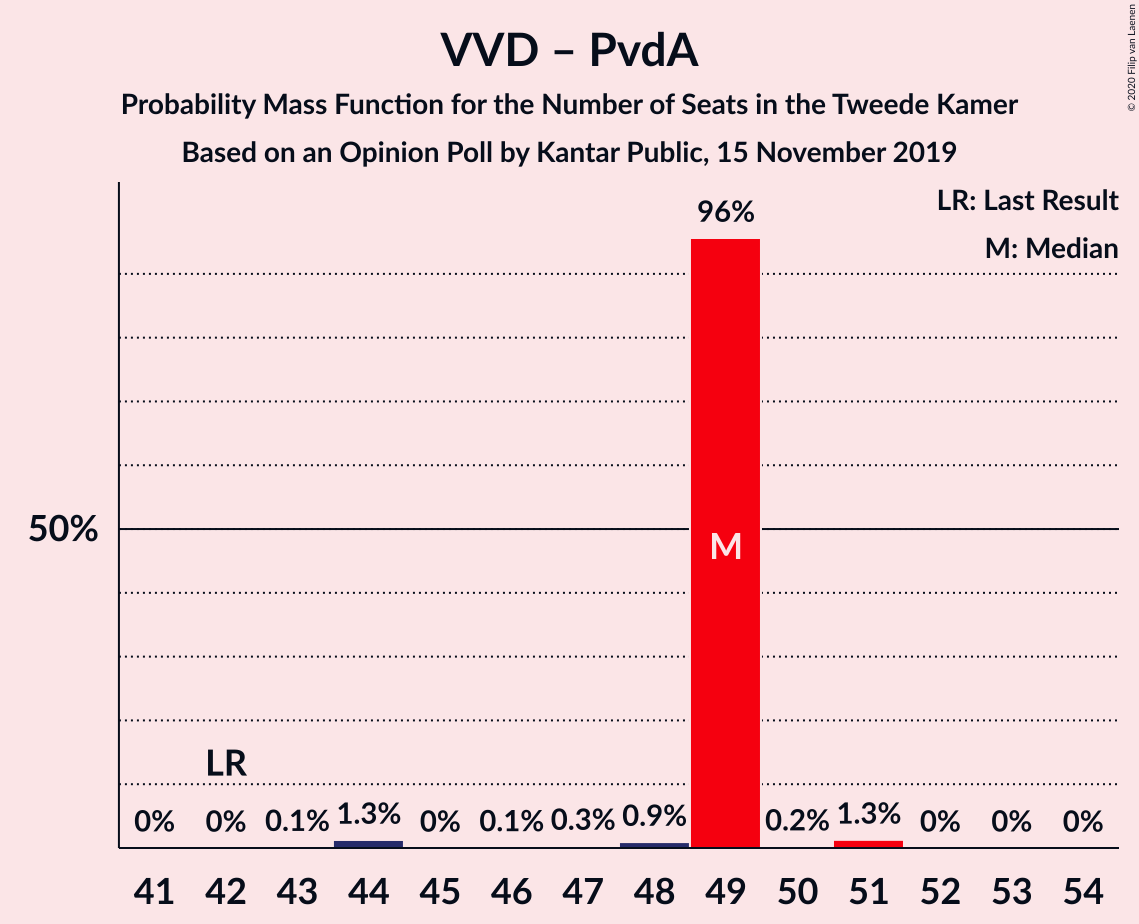 VVD – PvdA
Probability Mass Function for the Number of Seats in the Tweede Kamer
Based on an Opinion Poll by Kantar Public, 15 November 2019
© 2020 Filip van Laenen
LR: Last Result
M: Median
96%
50%
M
LR
0% 0% 0.1% 1.3% 0% 0.1% 0.3% 0.9% 0.2% 1.3% 0% 0% 0%
41 42 43 44 45 46 47 48 49 50 51 52 53 54